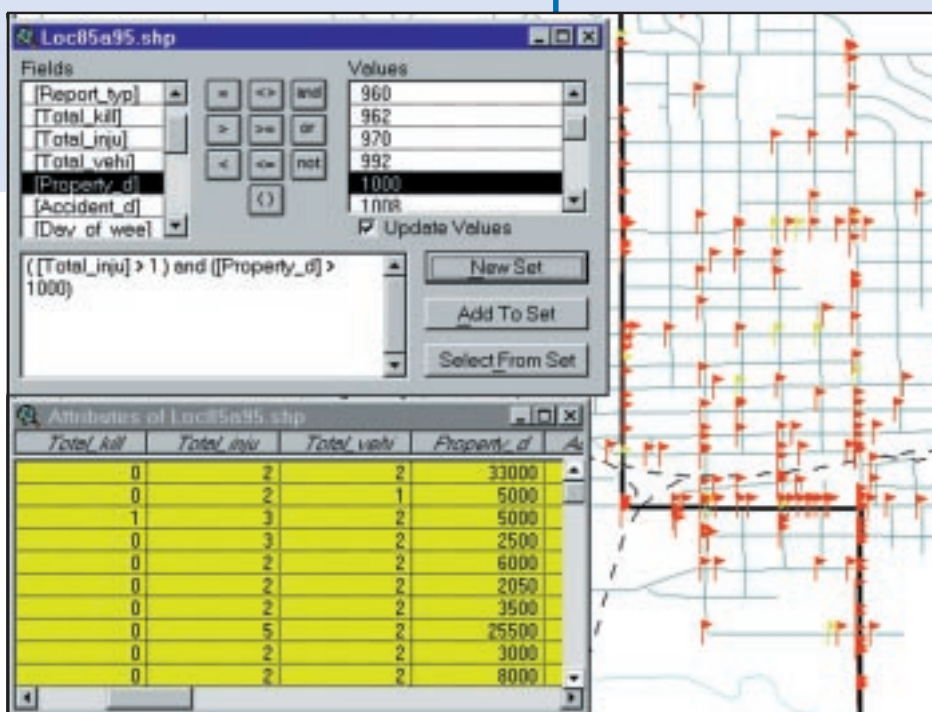 Loc85a95.shp
Fields
Values
[Report_typ]
[Total_kill]
[Total_inju]
[Total_vehi]
[Property_d]
[Accident_d]
[Day_of_wee]
= <> and
> >= or
< <= not
()
960
962
970
992
1000
1008
Update Values
( [Total_inju] > 1 ) and ([Property_d] >
1000)
New Set
Add To Set
Select From Set
Attributes of Loc85a95.shp
Total_kill Total_inju Total_vehi Property_d Ac
0 2 2 33000
0 2 1 5000
1 3 2 5000
0 3 2 2500
0 2 2 6000
0 2 2 2050
0 2 2 3500
0 5 2 25500
0 2 2 3000
0 2 2 8000